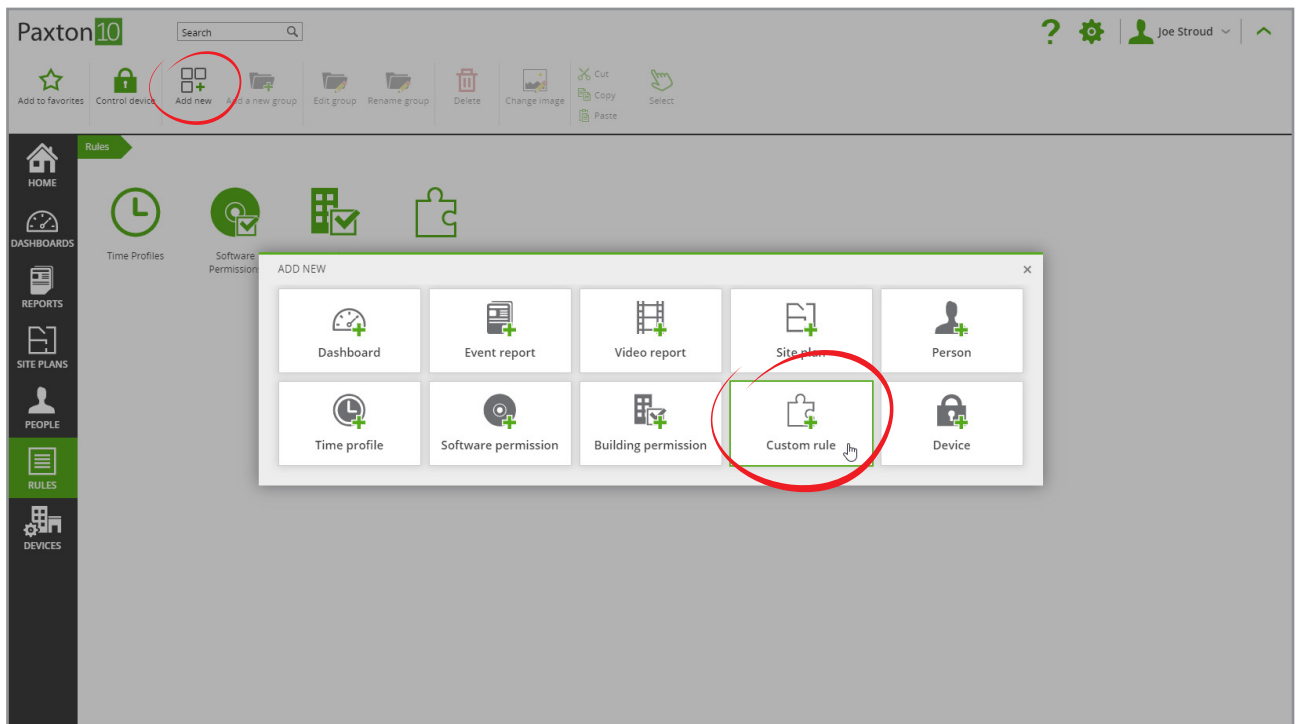 Paxton10
Search
Joe Stroud
Add to favorites
Control device
Add new
Add a new group
Edit group
Rename group
Delete
Change image
Cut
Copy
Paste
Select
HOME
DASHBOARDS
REPORTS
SITE PLANS
PEOPLE
RULES
DEVICES
Rules
Time Profiles
Software
Permission
ADD NEW
Dashboard
Event report
Video report
Site plan
Person
Time profile
Software permission
Building permission
Custom rule
Device